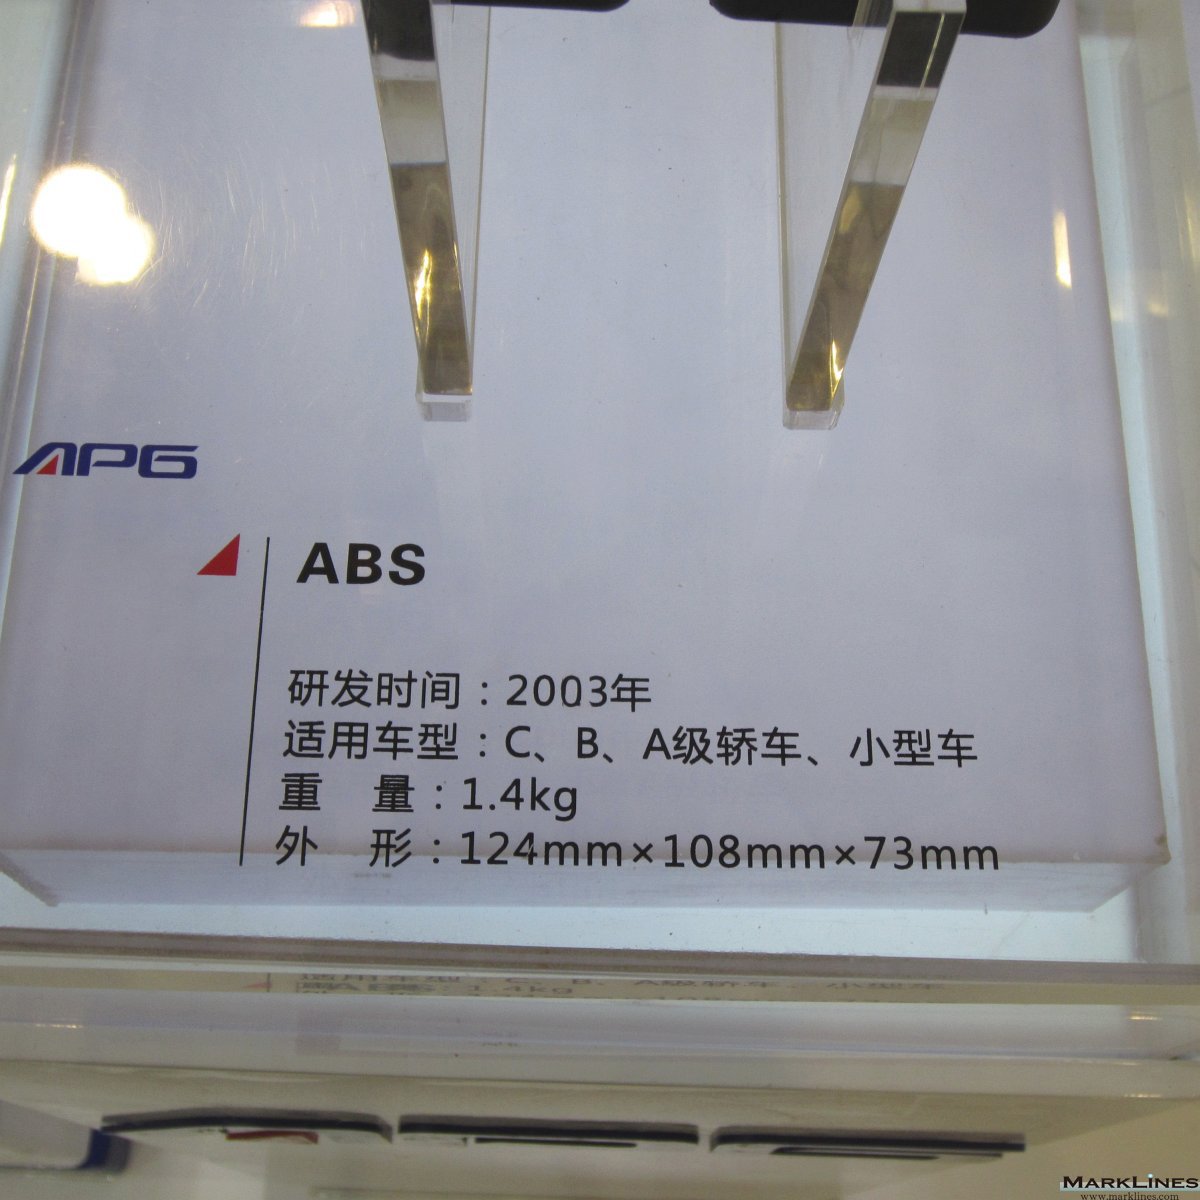 APG
ABS
研发时间：2003年
适用车型：C、B、A级轿车、小型车
重 量：1.4kg
外 形：124mm×108mm×73mm
MARKLINES
www.marklines.com